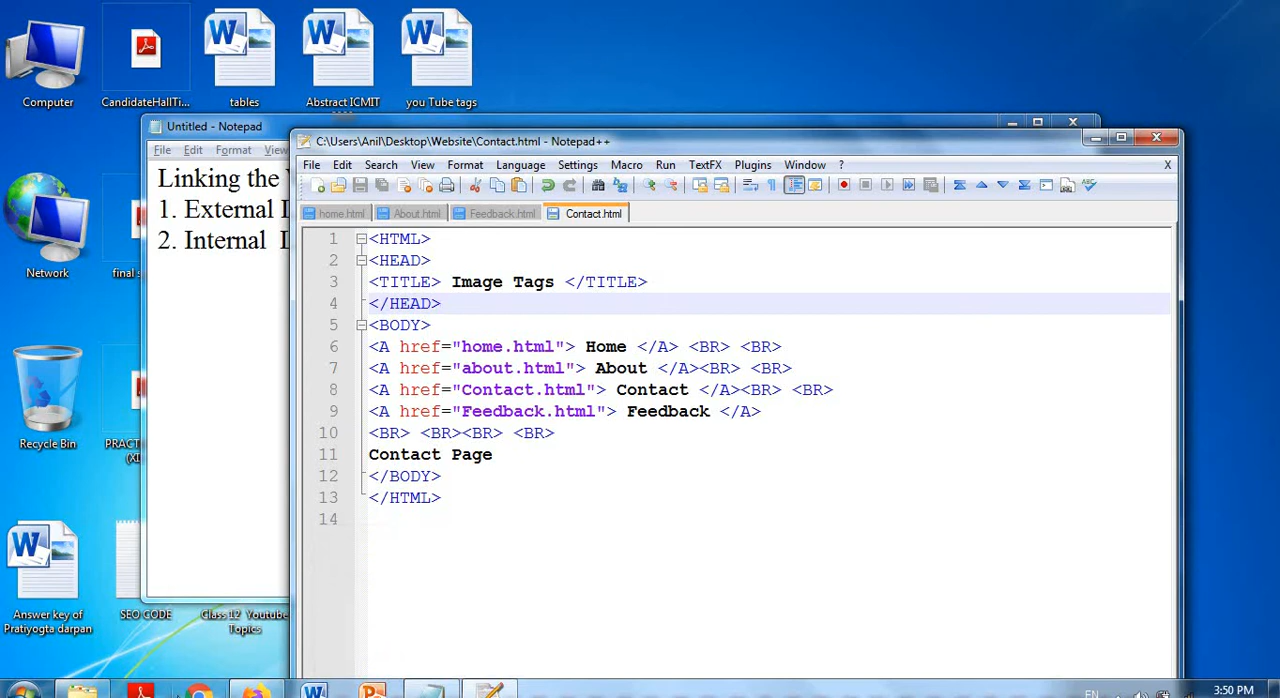 Computer
CandidateHallTi...
tables
Abstract ICMIT
you Tube tags
Untitled - Notepad
File Edit Format View
Linking the
1. External
2. Internal
Network
final s
Recycle Bin
PRACT
(XI
Answer key of
Pratiyogta darpan
SEO CODE
Class 12 Youtube
Topics
C:\Users\Anil\Desktop\Website\Contact.html - Notepad++
File Edit Search View Format Language Settings Macro Run TextFX Plugins Window ? X
home.html About.html Feedback.html Contact.html
1 <HTML>
2 <HEAD>
3 <TITLE> Image Tags </TITLE>
4 </HEAD>
5 <BODY>
6 <A href="home.html"> Home </A> <BR> <BR>
7 <A href="about.html"> About </A><BR> <BR>
8 <A href="Contact.html"> Contact </A><BR> <BR>
9 <A href="Feedback.html"> Feedback </A>
10 <BR> <BR><BR> <BR>
11 Contact Page
12 </BODY>
13 </HTML>
14
EN
3:50 PM